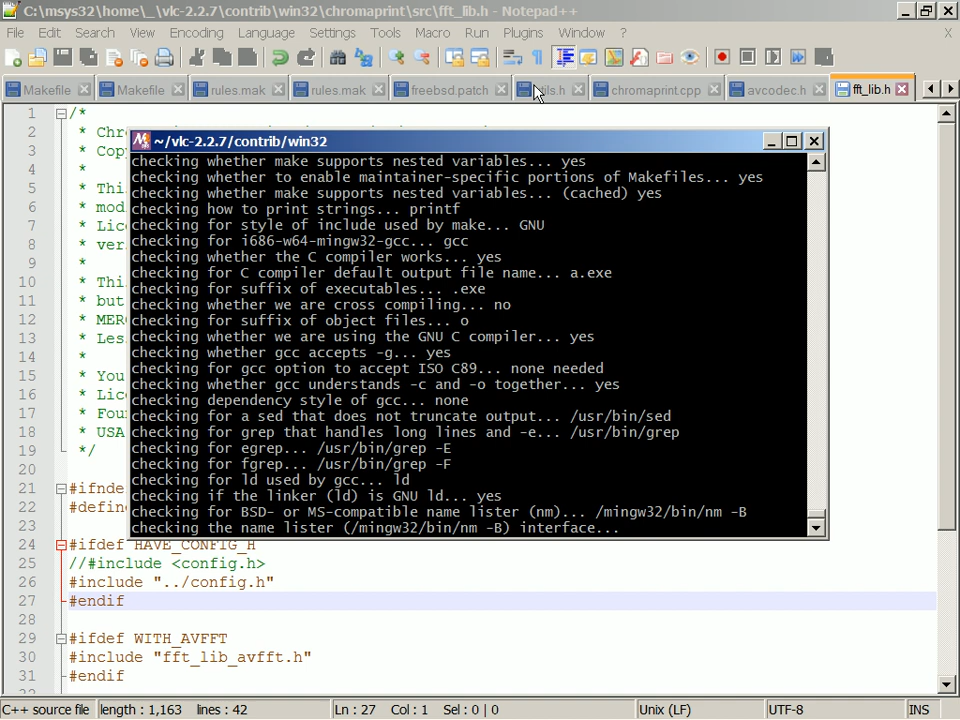 C:\msys32\home\_\vlc-2.2.7\contrib\win32\chromaprint\src\fft_lib.h - Notepad++
File Edit Search View Encoding Language Settings Tools Macro Run Plugins Window ? X
Makefile Makefile rules.mak rules.mak freebsd.patch chromaprint.cpp avcodec.h fft_lib.h
1 /*
2 * Chr
3 * Cop
4 *
5 * Thi
6 * mod
7 * Lic
8 * ver
9 *
10 * Thi
11 * but
12 * MER
13 * Les
14 *
15 * You
16 * Lic
17 * Fou
18 * USA
19 */
20
21 #ifnde
22 #defin
23
24 #ifdef HAVE_CONFIG_H
25 //#include <config.h>
26 #include "../config.h"
27 #endif
28
29 #ifdef WITH_AVFFT
30 #include "fft_lib_avfft.h"
31 #endif
~/vlc-2.2.7/contrib/win32
checking whether make supports nested variables... yes
checking whether to enable maintainer-specific portions of Makefiles... yes
checking whether make supports nested variables... (cached) yes
checking how to print strings... printf
checking for style of include used by make... GNU
checking for i686-w64-mingw32-gcc... gcc
checking whether the C compiler works... yes
checking for C compiler default output file name... a.exe
checking for suffix of executables... .exe
checking whether we are cross compiling... no
checking for suffix of object files... o
checking whether we are using the GNU C compiler... yes
checking whether gcc accepts -g... yes
checking for gcc option to accept ISO C89... none needed
checking whether gcc understands -c and -o together... yes
checking dependency style of gcc... none
checking for a sed that does not truncate output... /usr/bin/sed
checking for grep that handles long lines and -e... /usr/bin/grep
checking for egrep... /usr/bin/grep -E
checking for fgrep... /usr/bin/grep -F
checking for ld used by gcc... ld
checking if the linker (ld) is GNU ld... yes
checking for BSD- or MS-compatible name lister (nm)... /mingw32/bin/nm -B
checking the name lister (/mingw32/bin/nm -B) interface...
C++ source file length : 1,163 lines : 42 Ln : 27 Col : 1 Sel : 0 | 0 Unix (LF) UTF-8 INS